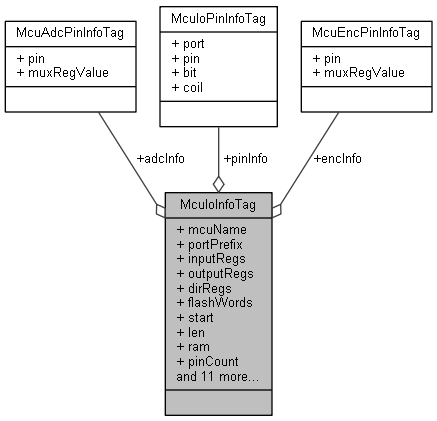 McuAdcPinInfoTag
+ pin
+ muxRegValue
McuIoPinInfoTag
+ port
+ pin
+ bit
+ coil
McuEncPinInfoTag
+ pin
+ muxRegValue
+adcInfo
+pinInfo
+encInfo
McuIoInfoTag
+ mcuName
+ portPrefix
+ inputRegs
+ outputRegs
+ dirRegs
+ flashWords
+ start
+ len
+ ram
+ pinCount
and 11 more...